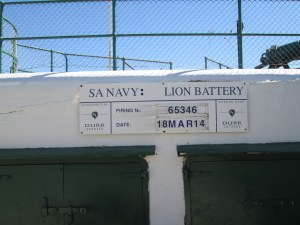 SA NAVY: LION BATTERY
FIRING No. 65346
DATE: 18MAR14